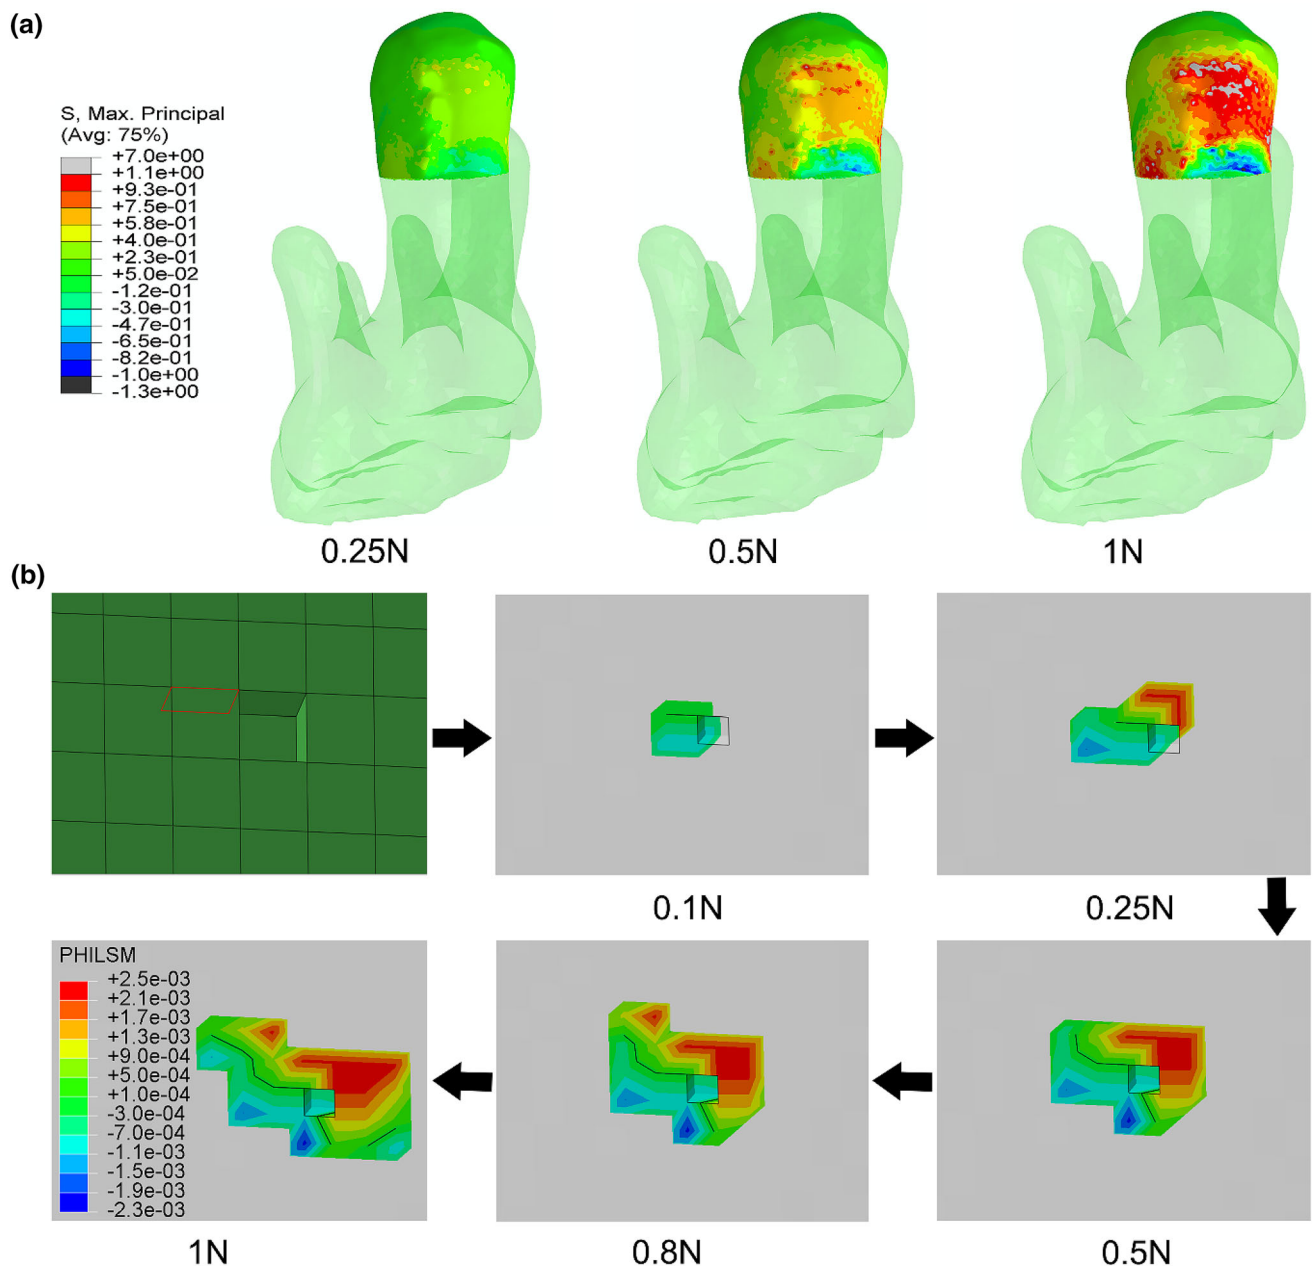 (a)
S, Max. Principal
(Avg: 75%)
+7.0e+00
+1.1e+00
+9.3e-01
+7.5e-01
+5.8e-01
+4.0e-01
+2.3e-01
+5.0e-02
-1.2e-01
-3.0e-01
-4.7e-01
-6.5e-01
-8.2e-01
-1.0e+00
-1.3e+00
0.25N
0.5N
1N
(b)
0.1N
0.25N
PHILSM
+2.5e-03
+2.1e-03
+1.7e-03
+1.3e-03
+9.0e-04
+5.0e-04
+1.0e-04
-3.0e-04
-7.0e-04
-1.1e-03
-1.5e-03
-1.9e-03
-2.3e-03
1N
0.8N
0.5N